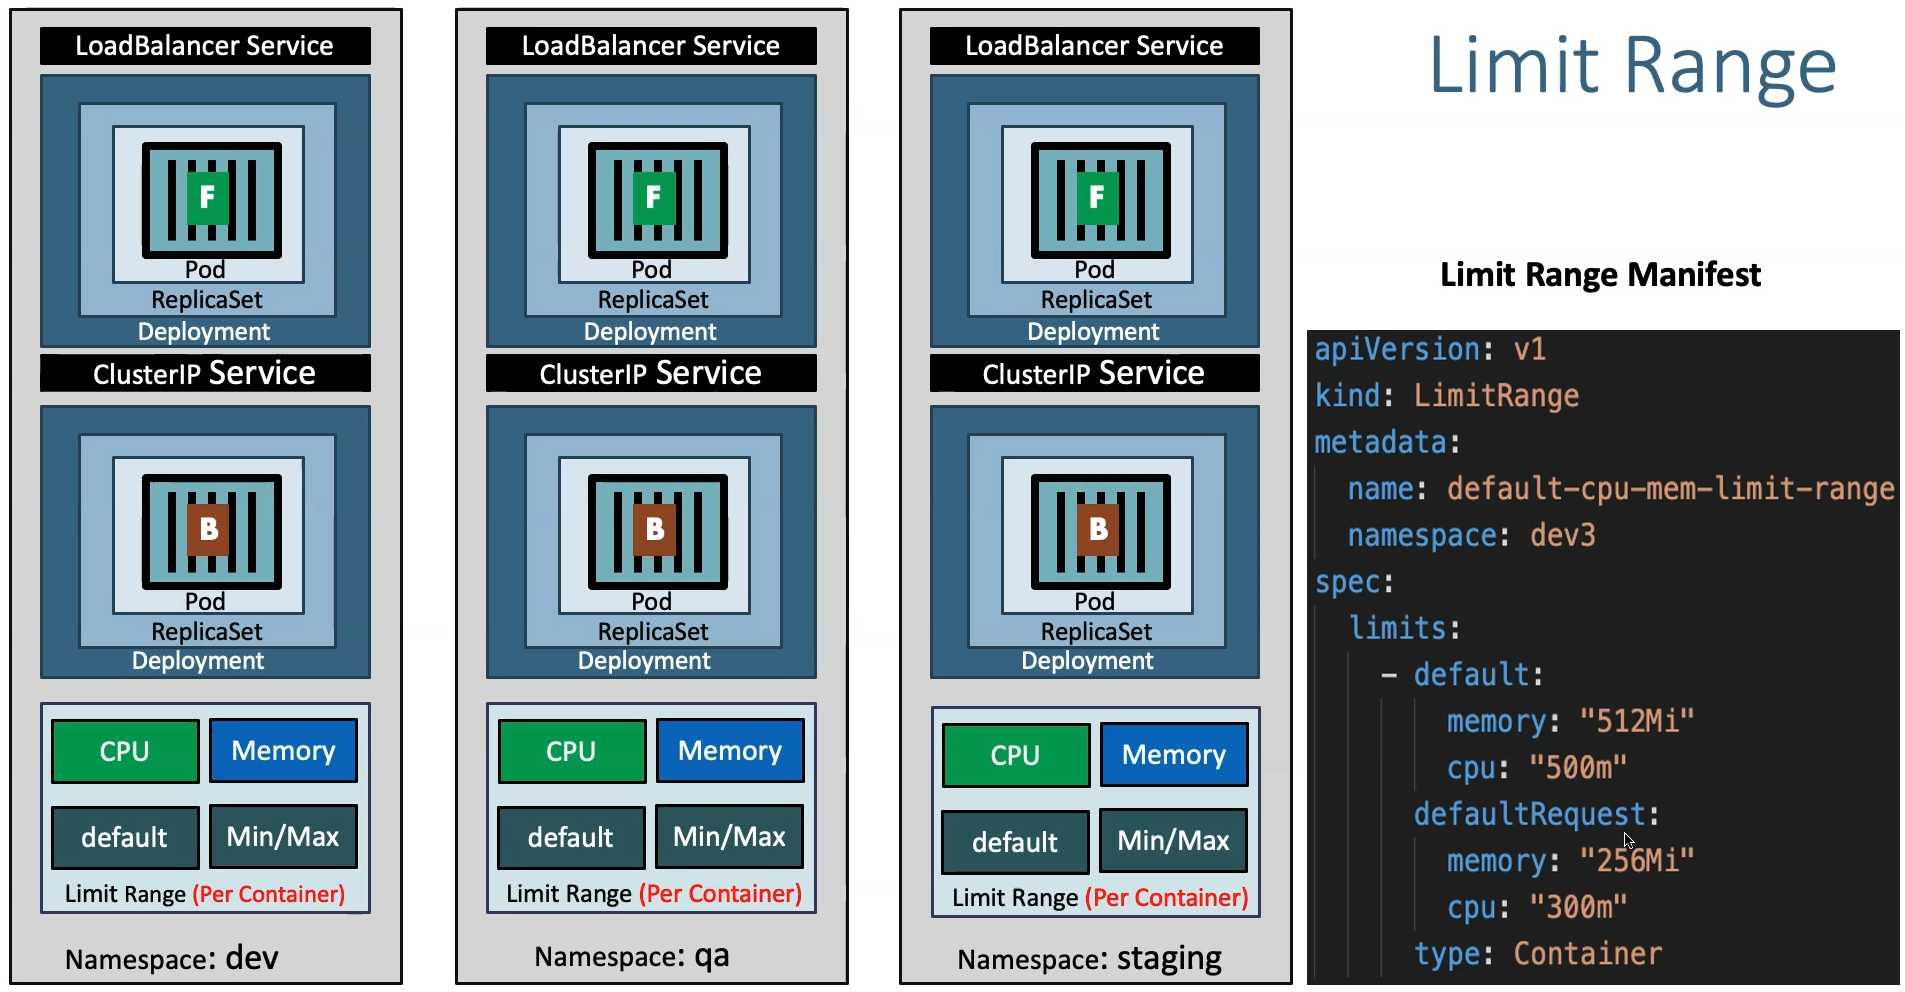 LoadBalancer Service
F
Pod
ReplicaSet
Deployment
ClusterIP Service
B
Pod
ReplicaSet
Deployment
CPU
Memory
default
Min/Max
Limit Range (Per Container)
Namespace: dev
LoadBalancer Service
F
Pod
ReplicaSet
Deployment
ClusterIP Service
B
Pod
ReplicaSet
Deployment
CPU
Memory
default
Min/Max
Limit Range (Per Container)
Namespace: qa
LoadBalancer Service
F
Pod
ReplicaSet
Deployment
ClusterIP Service
B
Pod
ReplicaSet
Deployment
CPU
Memory
default
Min/Max
Limit Range (Per Container)
Namespace: staging
Limit Range
Limit Range Manifest
apiVersion: v1
kind: LimitRange
metadata:
  name: default-cpu-mem-limit-range
  namespace: dev3
spec:
  limits:
    - default:
        memory: "512Mi"
        cpu: "500m"
      defaultRequest:
        memory: "256Mi"
        cpu: "300m"
      type: Container